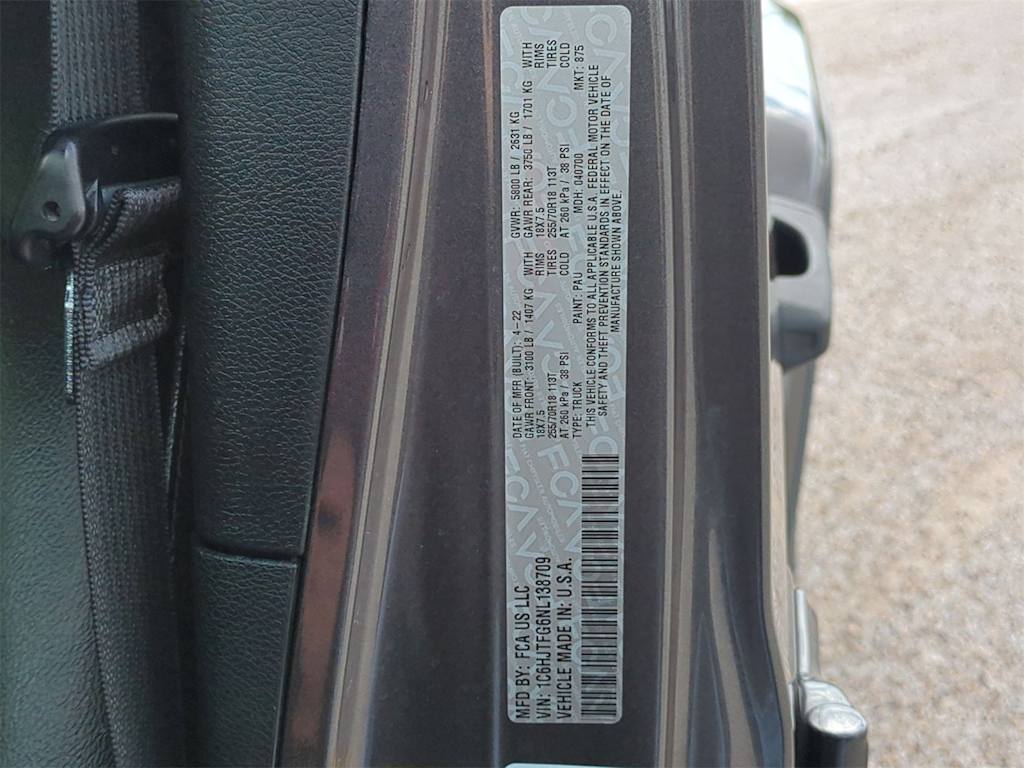 MFD BY: FCA US LLC
VIN: 1C6HJTFG6NL138709
VEHICLE MADE IN: U.S.A.
DATE OF MFR (BUILT): 4-22 GVWR: 5800 LB / 2631 KG
GAWR FRONT: 3100 LB / 1407 KG WITH GAWR REAR: 3750 LB / 1701 KG WITH
18X7.5 RIMS 18X7.5 RIMS
255/70R18 113T TIRES 255/70R18 113T TIRES
AT 260 kPa / 38 PSI COLD AT 260 kPa / 38 PSI COLD
TYPE: TRUCK PAINT: PAU MDH: 040700 MKT: 875
THIS VEHICLE CONFORMS TO ALL APPLICABLE U.S.A. FEDERAL MOTOR VEHICLE
SAFETY AND THEFT PREVENTION STANDARDS IN EFFECT ON THE DATE OF
MANUFACTURE SHOWN ABOVE.